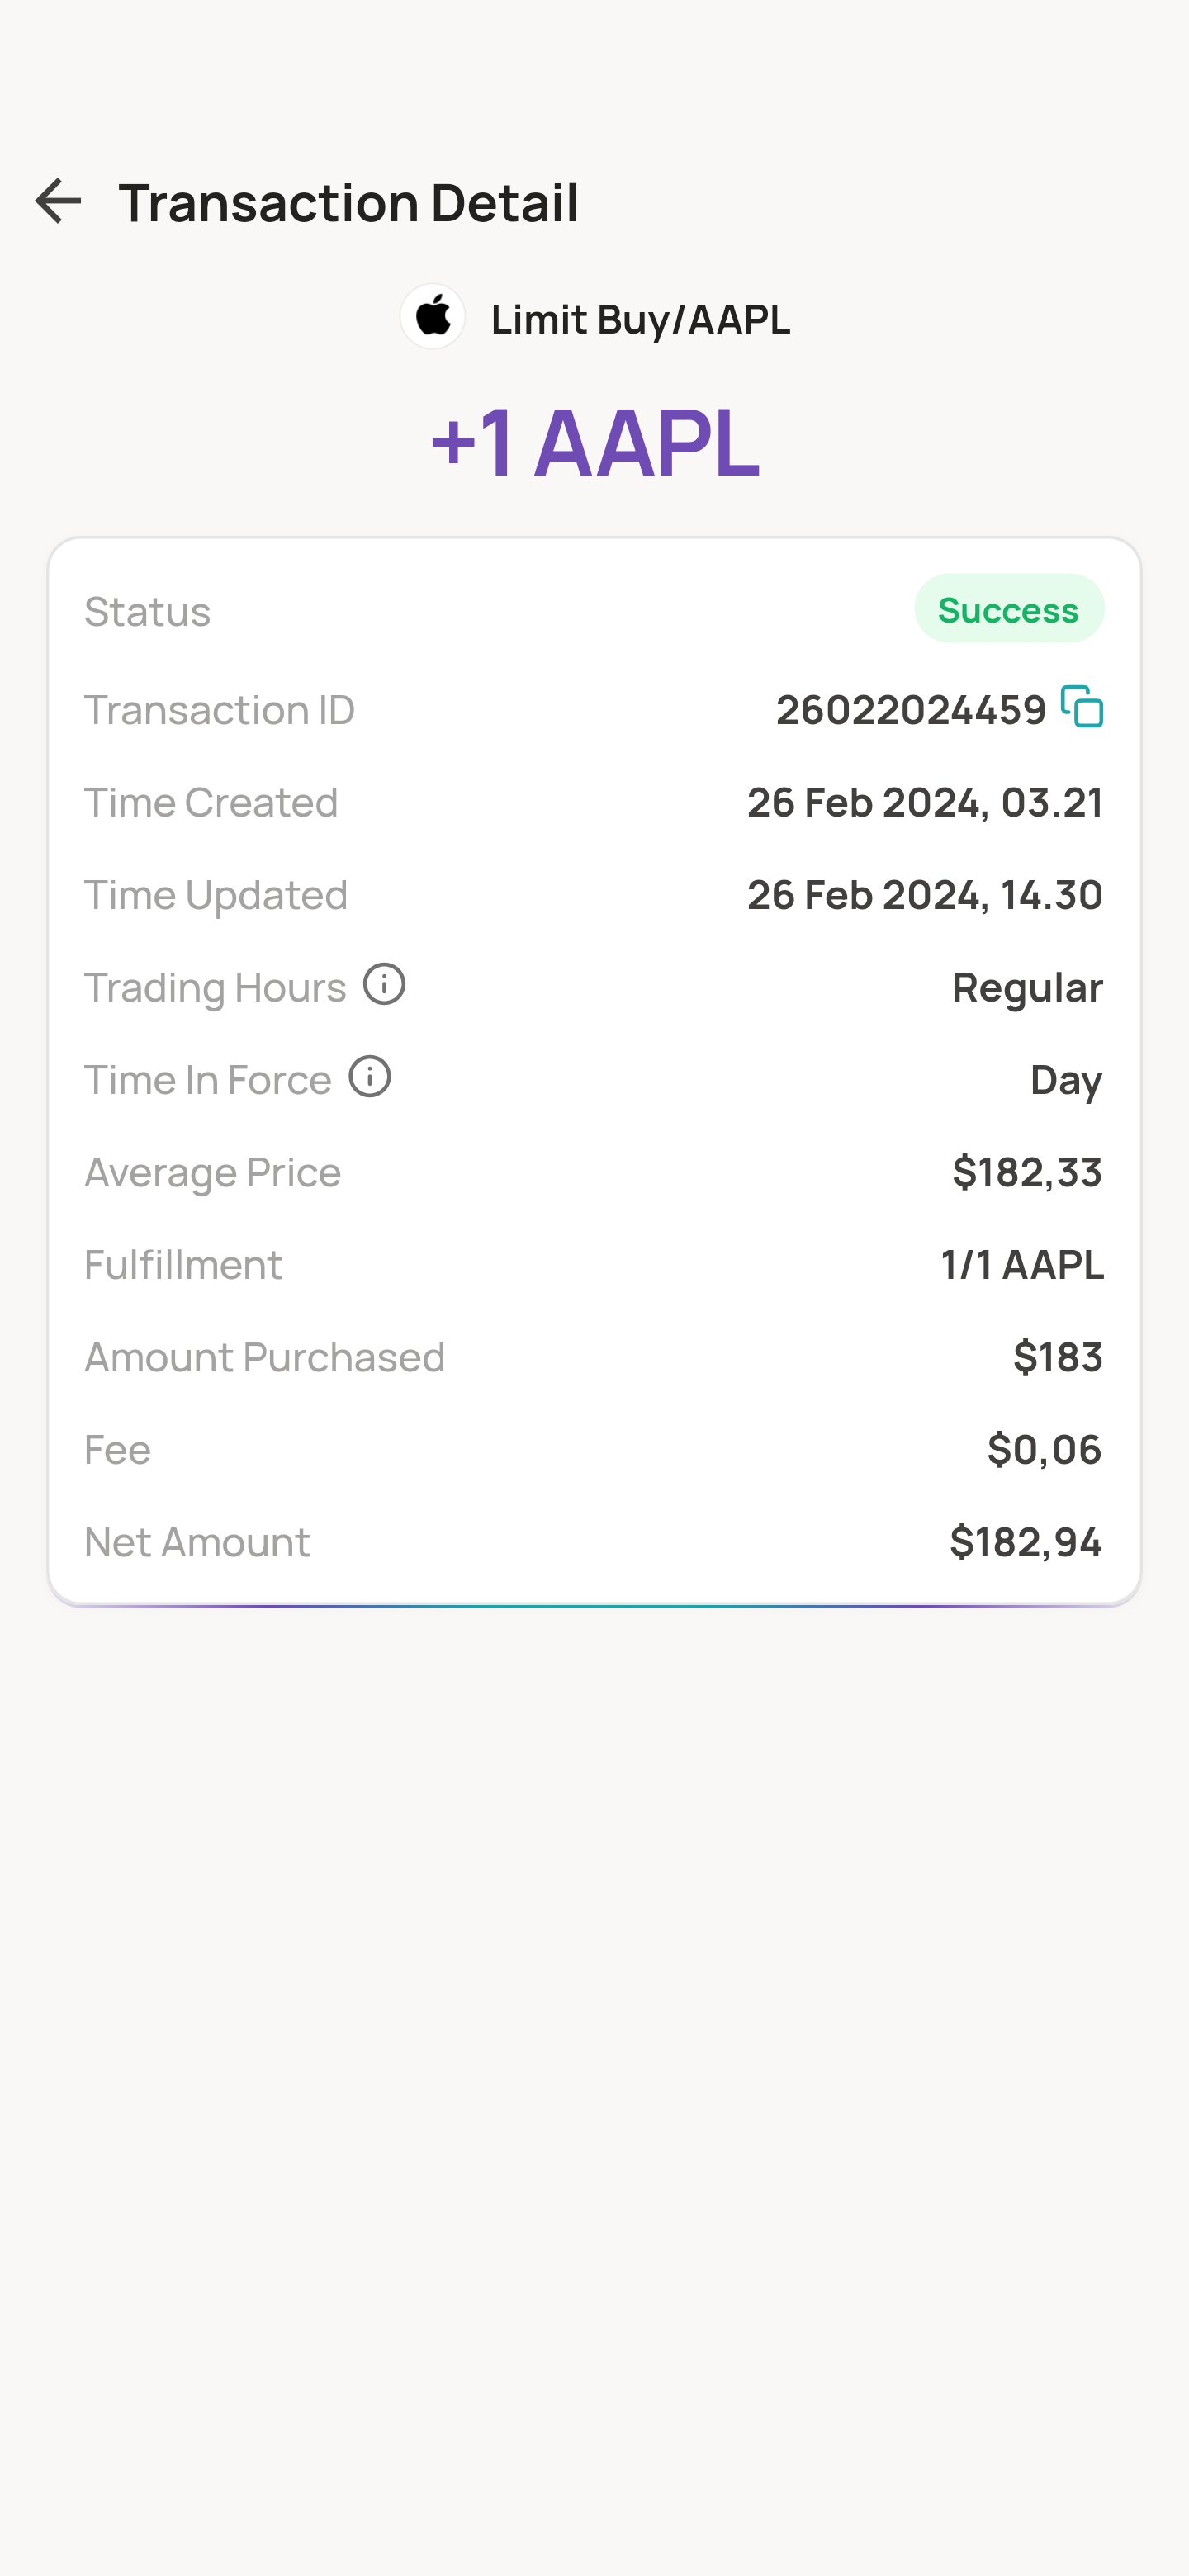 Transaction Detail
Limit Buy/AAPL
+1 AAPL
Status Success
Transaction ID 26022024459
Time Created 26 Feb 2024, 03.21
Time Updated 26 Feb 2024, 14.30
Trading Hours Regular
Time In Force Day
Average Price $182,33
Fulfillment 1/1 AAPL
Amount Purchased $183
Fee $0,06
Net Amount $182,94